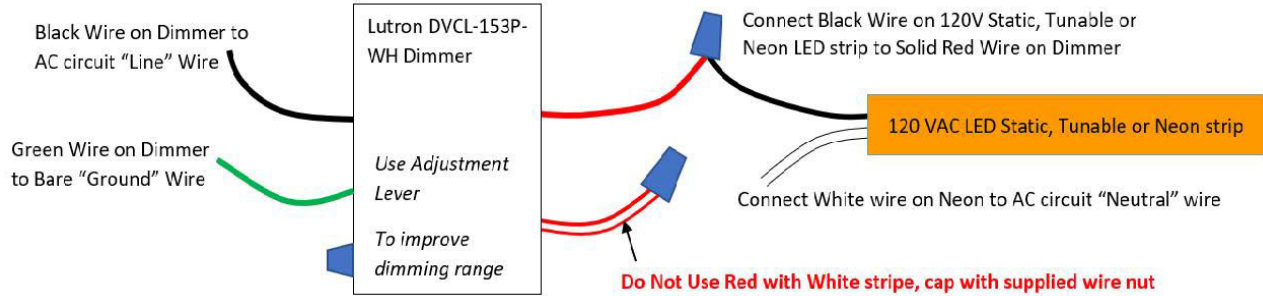 Black Wire on Dimmer to
AC circuit “Line” Wire
Green Wire on Dimmer
to Bare “Ground” Wire
Lutron DVCL-153P-
WH Dimmer
Use Adjustment
Lever
To improve
dimming range
Connect Black Wire on 120V Static, Tunable or
Neon LED strip to Solid Red Wire on Dimmer
120 VAC LED Static, Tunable or Neon strip
Connect White wire on Neon to AC circuit “Neutral” wire
Do Not Use Red with White stripe, cap with supplied wire nut